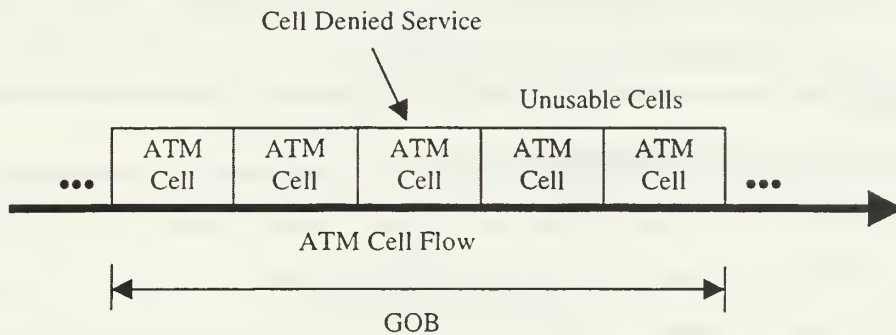 Cell Denied Service
Unusable Cells
ATM Cell
ATM Cell
ATM Cell
ATM Cell
ATM Cell
•••
•••
ATM Cell Flow
GOB